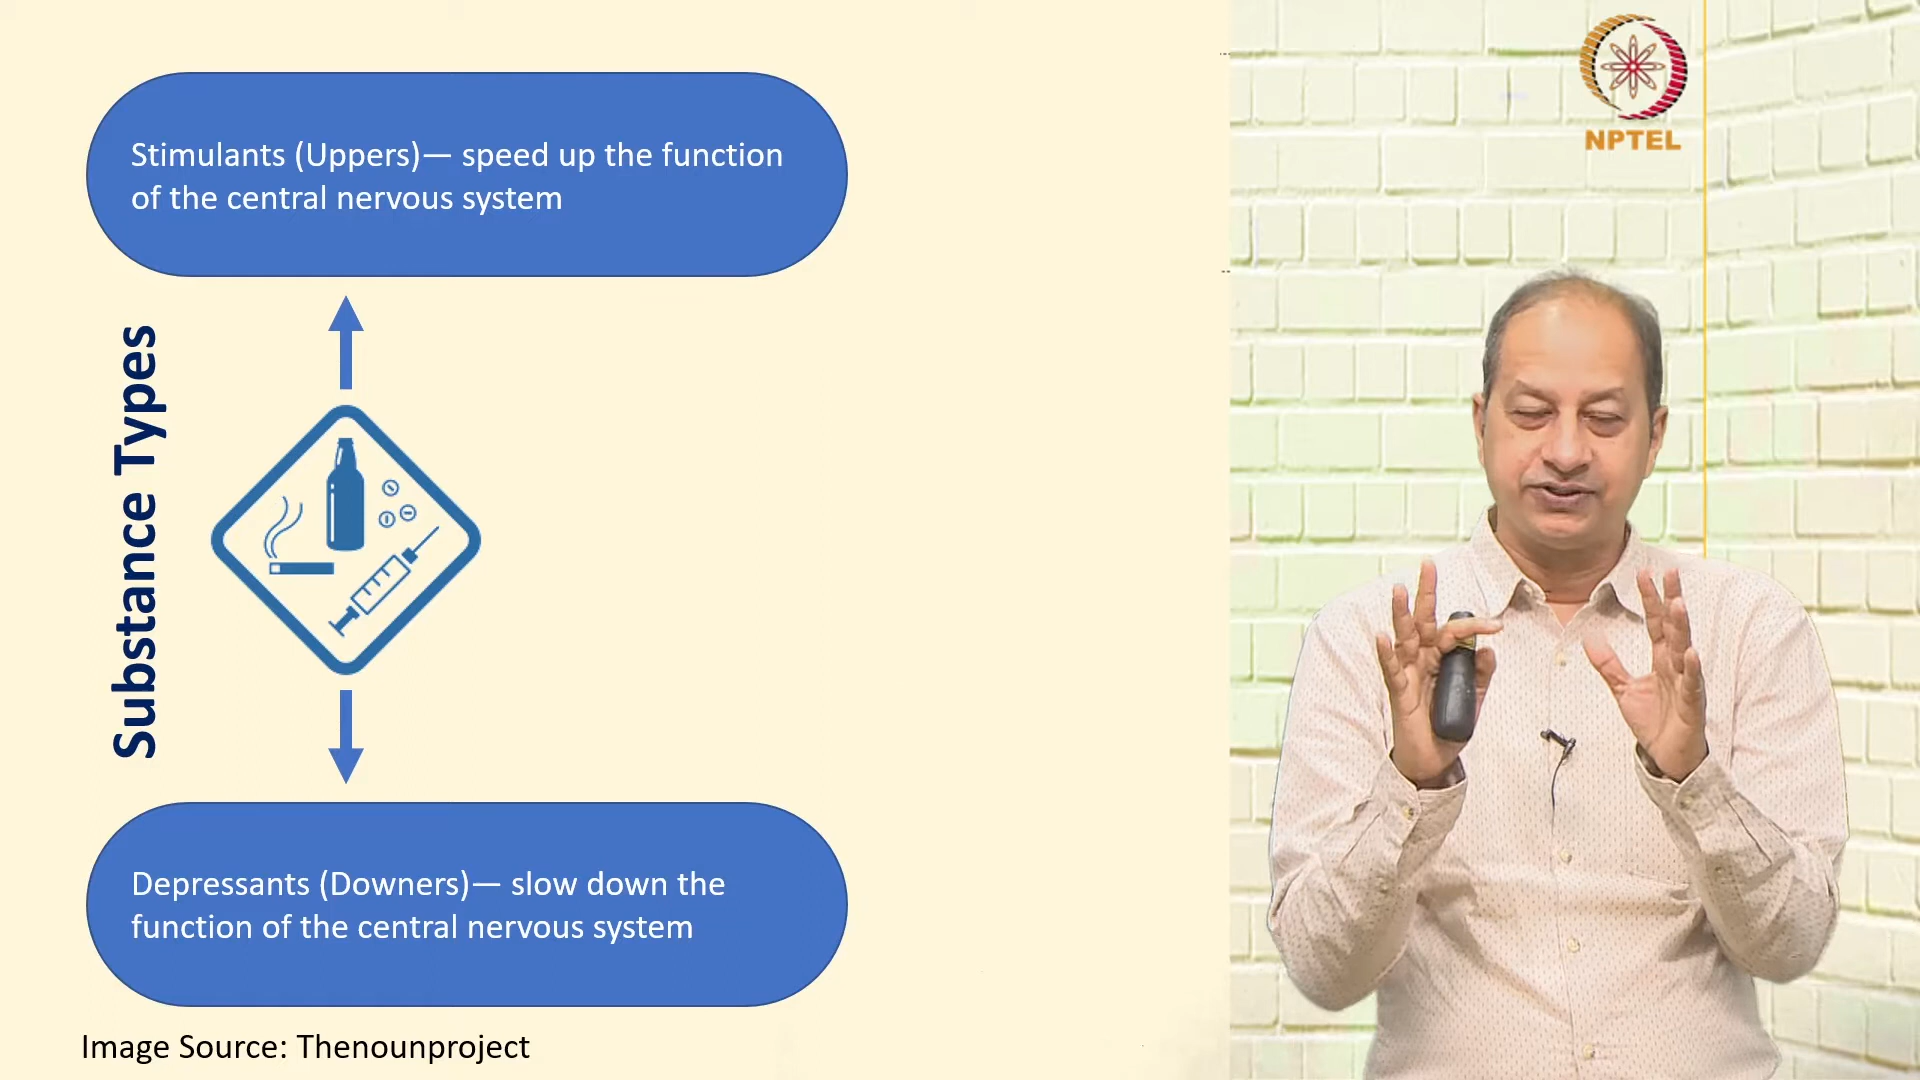 Stimulants (Uppers)— speed up the function
of the central nervous system
Substance Types
Depressants (Downers)— slow down the
function of the central nervous system
Image Source: Thenounproject
NPTEL